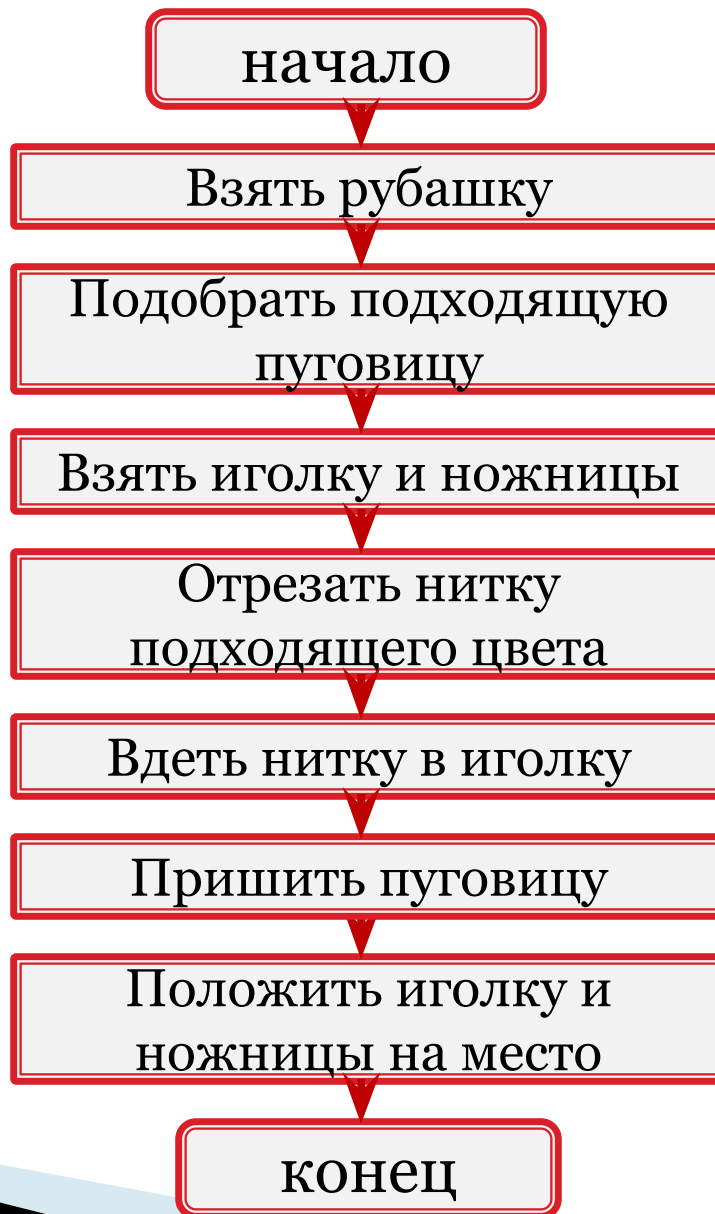 начало
Взять рубашку
Подобрать подходящую
пуговицу
Взять иголку и ножницы
Отрезать нитку
подходящего цвета
Вдеть нитку в иголку
Пришить пуговицу
Положить иголку и
ножницы на место
конец